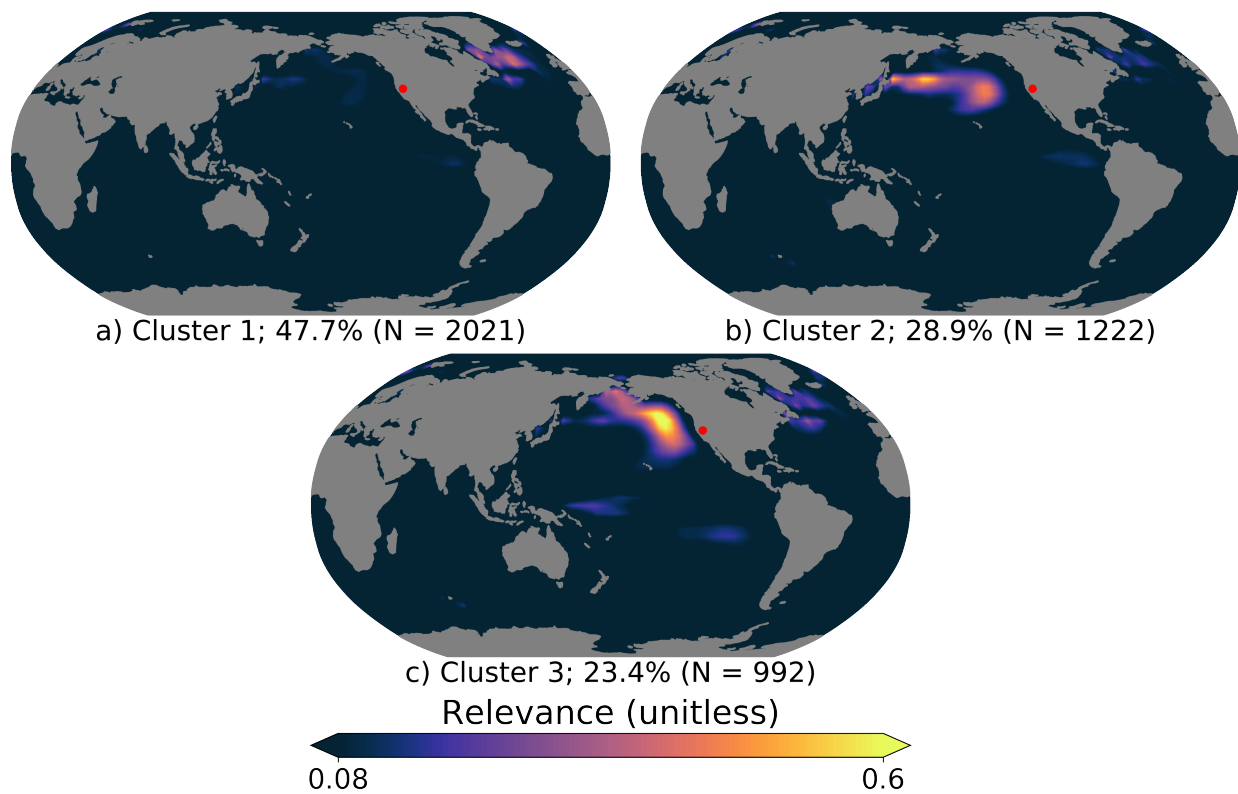 a) Cluster 1; 47.7% (N = 2021)
b) Cluster 2; 28.9% (N = 1222)
c) Cluster 3; 23.4% (N = 992)
Relevance (unitless)
0.08
0.6